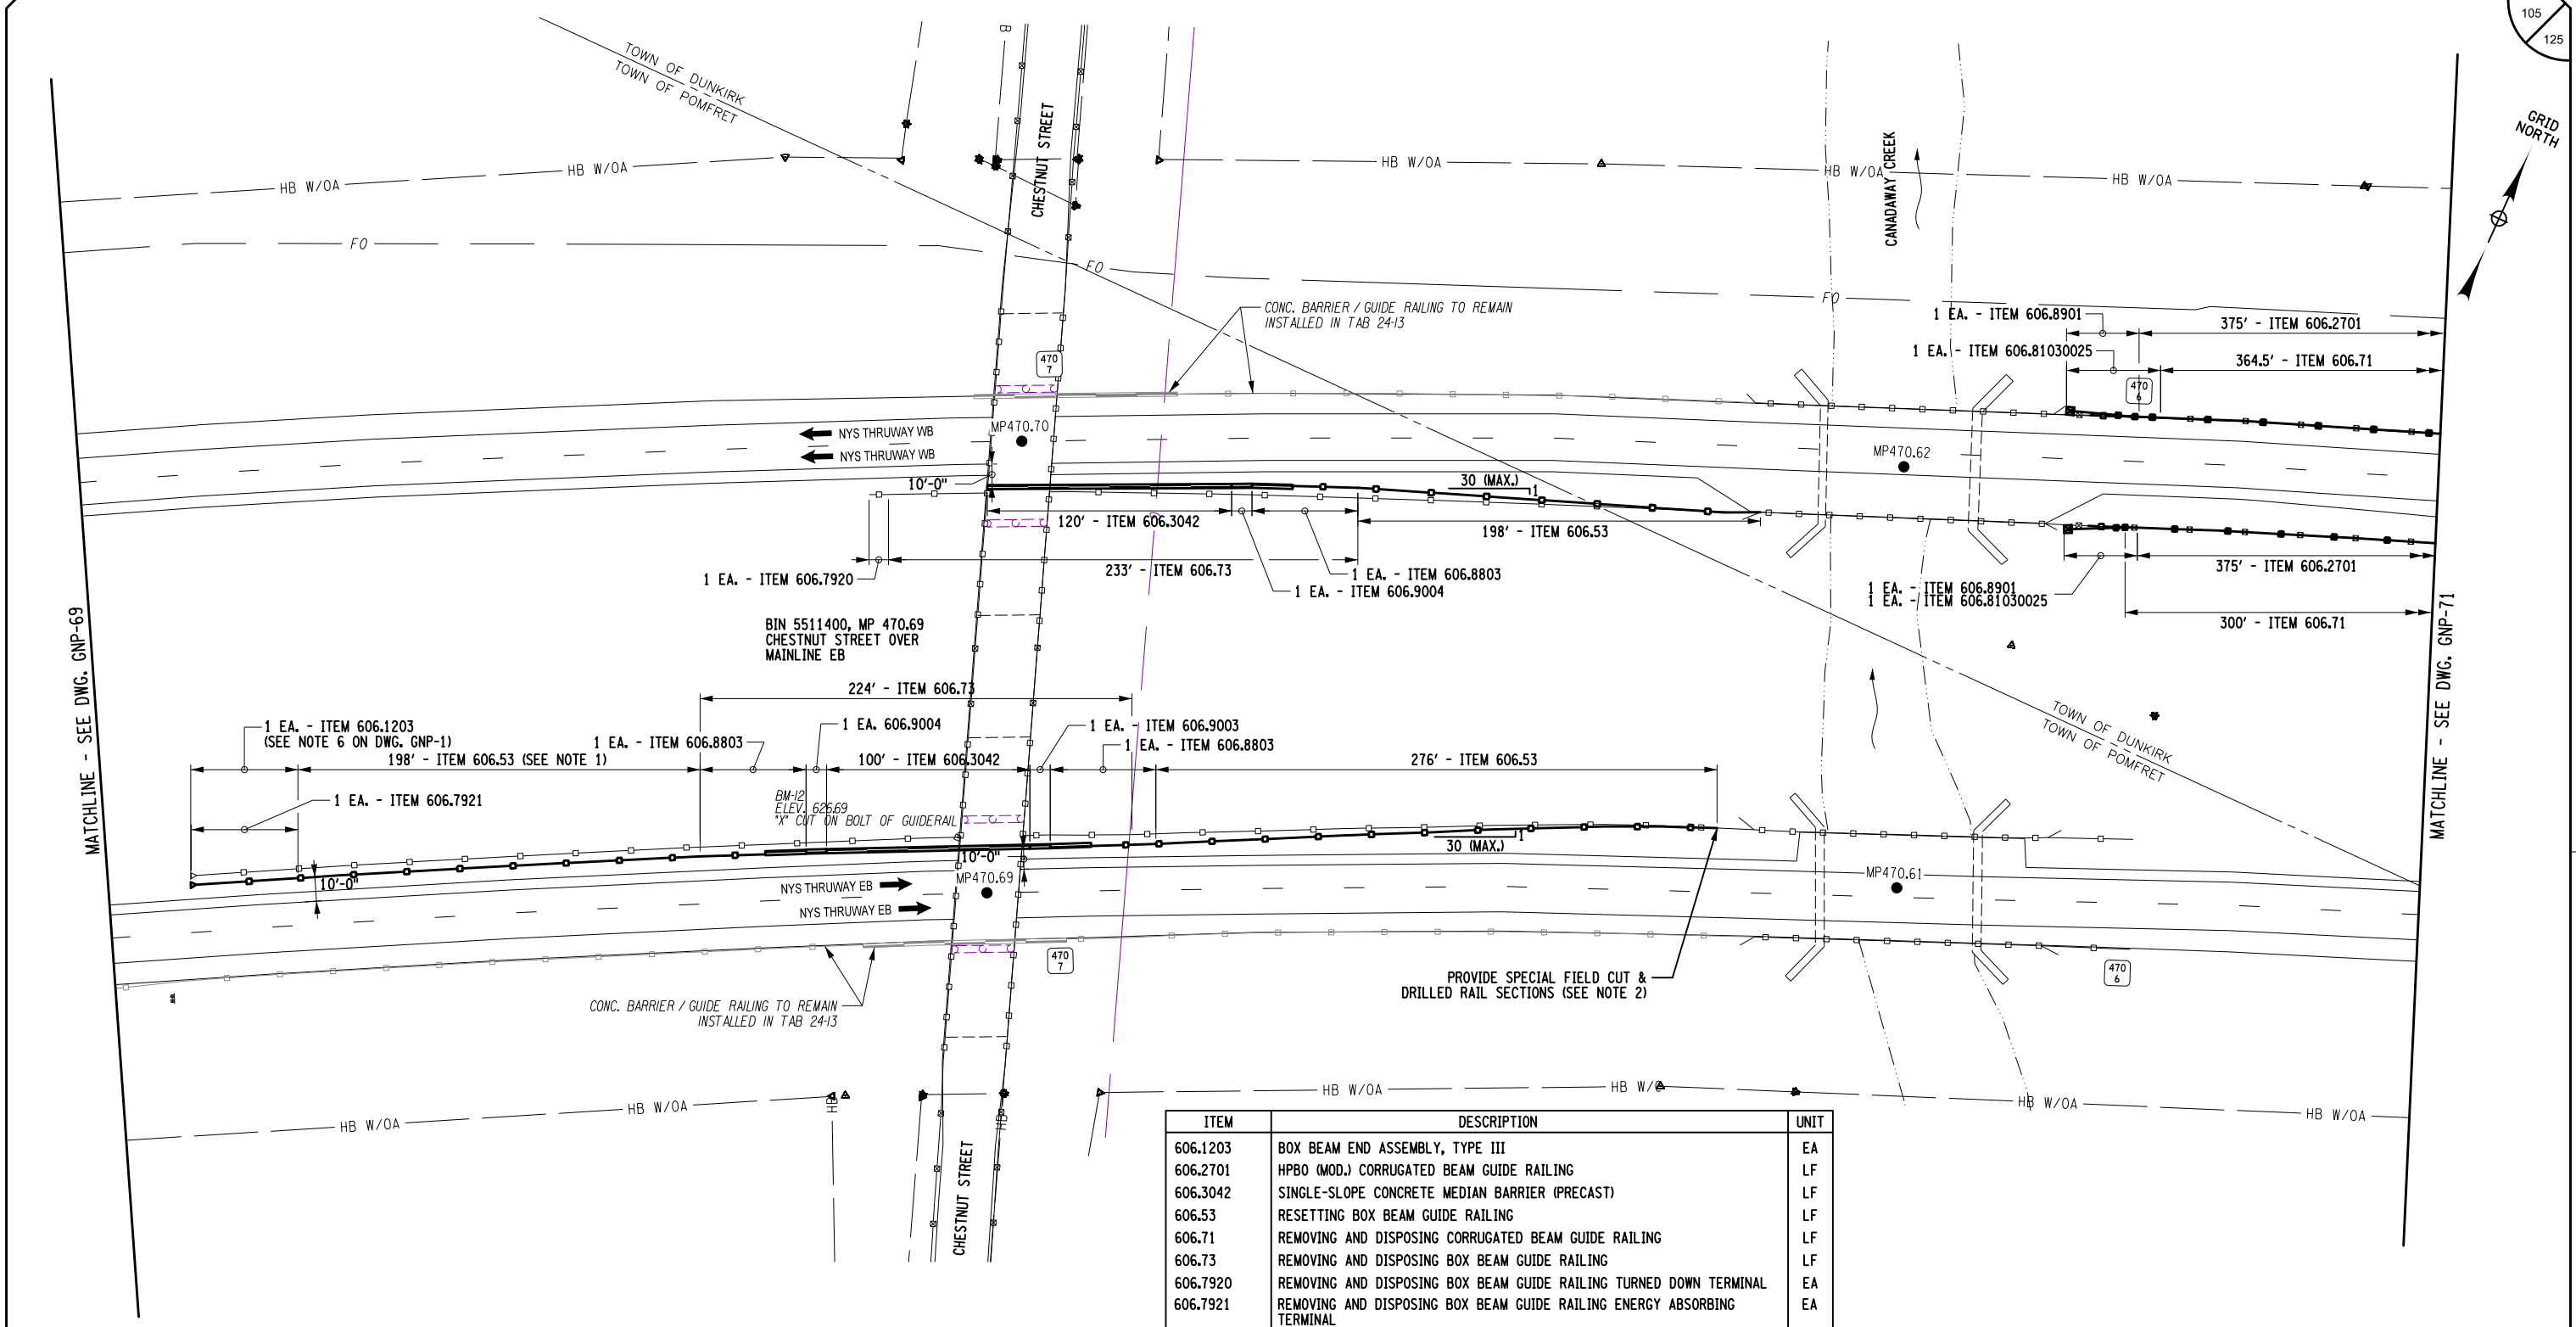 105
125
GRID
NORTH
TOWN OF DUNKIRK
TOWN OF POMFRET
B
CHESTNUT STREET
HB W/OA
HB W/OA
HB W/OA
HB W/OA
HB W/OA
CANADAWAY CREEK
FO
FO
FO
CONC. BARRIER / GUIDE RAILING TO REMAIN
INSTALLED IN TAB 24-13
1 EA. - ITEM 606.8901
375' - ITEM 606.2701
1 EA. - ITEM 606.81030025
364.5' - ITEM 606.71
470
7
470
6
NYS THRUWAY WB
NYS THRUWAY WB
MP470.70
MP470.62
10'-0"
30 (MAX.)
1
120' - ITEM 606.3042
198' - ITEM 606.53
233' - ITEM 606.73
1 EA. - ITEM 606.7920
1 EA. - ITEM 606.8803
1 EA. - ITEM 606.9004
375' - ITEM 606.2701
1 EA. - ITEM 606.8901
1 EA. - ITEM 606.81030025
300' - ITEM 606.71
BIN 5511400, MP 470.69
CHESTNUT STREET OVER
MAINLINE EB
MATCHLINE - SEE DWG. GNP-69
MATCHLINE - SEE DWG. GNP-71
224' - ITEM 606.73
1 EA. - ITEM 606.1203
(SEE NOTE 6 ON DWG. GNP-1)
1 EA. - ITEM 606.8803
1 EA. 606.9004
1 EA. - ITEM 606.9003
1 EA. - ITEM 606.8803
198' - ITEM 606.53 (SEE NOTE 1)
100' - ITEM 606.3042
276' - ITEM 606.53
1 EA. - ITEM 606.7921
BM-12
ELEV. 626.69
"X" CUT ON BOLT OF GUIDERAIL
TOWN OF DUNKIRK
TOWN OF POMFRET
10'-0"
10'-0"
30 (MAX.)
1
NYS THRUWAY EB
NYS THRUWAY EB
MP470.69
MP470.61
470
7
470
6
PROVIDE SPECIAL FIELD CUT &
DRILLED RAIL SECTIONS (SEE NOTE 2)
CONC. BARRIER / GUIDE RAILING TO REMAIN
INSTALLED IN TAB 24-13
HB W/OA
HB W/OA
HB
HB
HB W/OA
HB W/O
HB W/OA
HB W/OA
CHESTNUT STREET
ITEM DESCRIPTION UNIT
606.1203 BOX BEAM END ASSEMBLY, TYPE III EA
606.2701 HPBO (MOD.) CORRUGATED BEAM GUIDE RAILING LF
606.3042 SINGLE-SLOPE CONCRETE MEDIAN BARRIER (PRECAST) LF
606.53 RESETTING BOX BEAM GUIDE RAILING LF
606.71 REMOVING AND DISPOSING CORRUGATED BEAM GUIDE RAILING LF
606.73 REMOVING AND DISPOSING BOX BEAM GUIDE RAILING LF
606.7920 REMOVING AND DISPOSING BOX BEAM GUIDE RAILING TURNED DOWN TERMINAL EA
606.7921 REMOVING AND DISPOSING BOX BEAM GUIDE RAILING ENERGY ABSORBING EA
TERMINAL